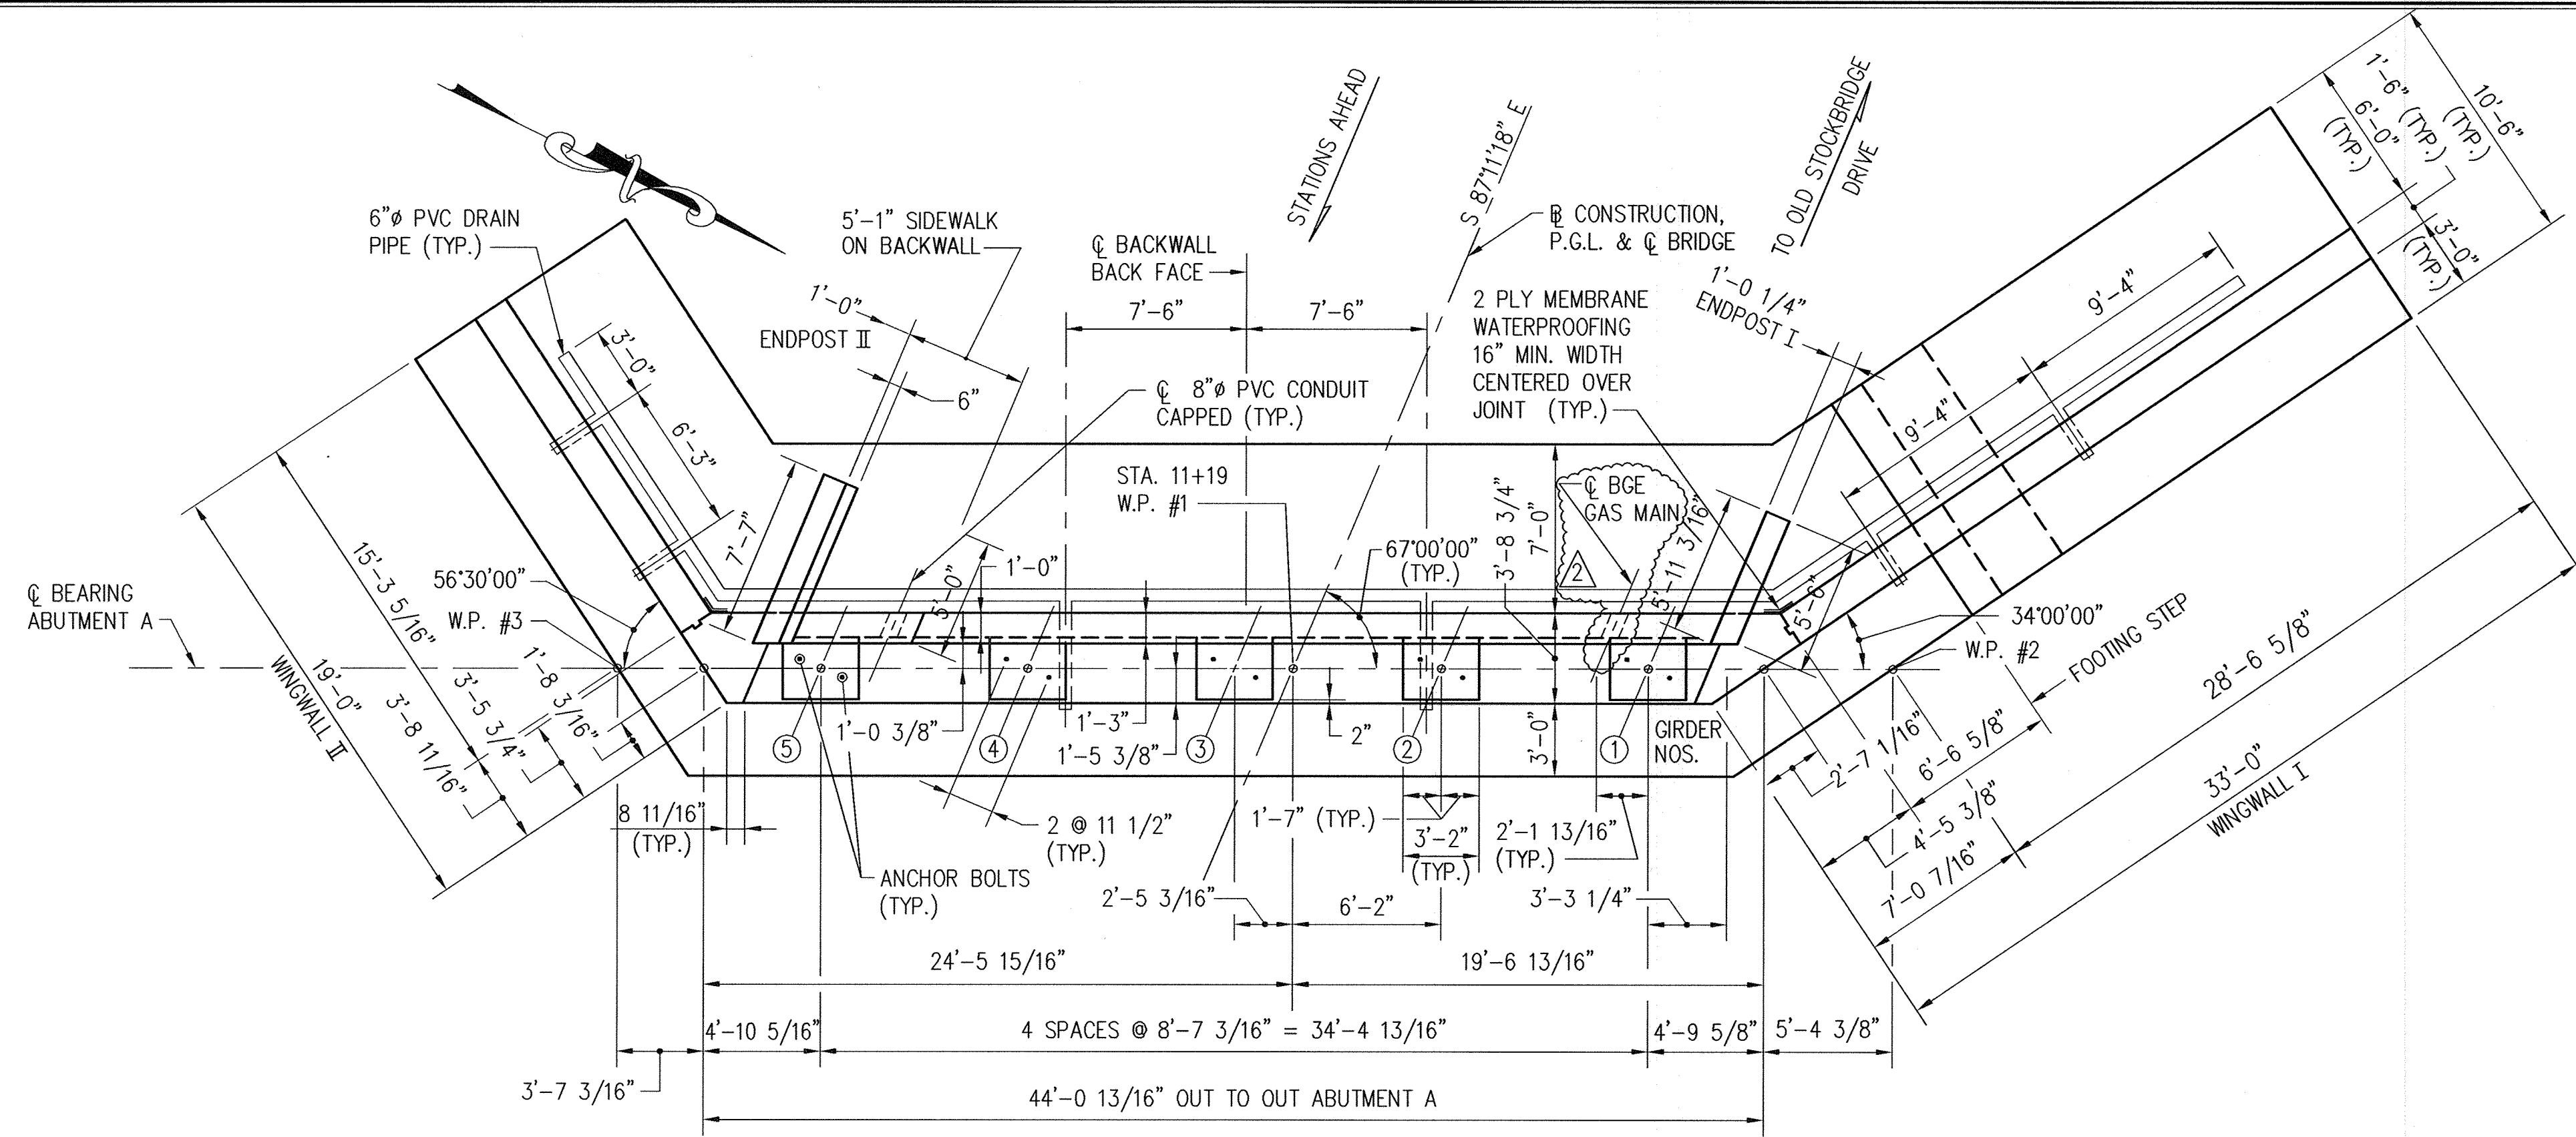 STATIONS AHEAD
S 87°11'18" E
TO OLD STOCKBRIDGE
DRIVE
1'-6" (TYP.)
6'-0"
(TYP.)
10'-6"
(TYP.)
3'-0"
(TYP.)
6"ø PVC DRAIN
PIPE (TYP.)
5'-1" SIDEWALK
ON BACKWALL
℄ BACKWALL
BACK FACE
B̲L CONSTRUCTION,
P.G.L. & ℄ BRIDGE
1'-0"
ENDPOST II
6"
7'-6"
7'-6"
2 PLY MEMBRANE
WATERPROOFING
16" MIN. WIDTH
CENTERED OVER
JOINT (TYP.)
1'-0 1/4"
ENDPOST I
9'-4"
9'-4"
3'-0"
6'-3"
7'-7"
℄ 8"ø PVC CONDUIT
CAPPED (TYP.)
STA. 11+19
W.P. #1
℄ BGE
GAS MAIN
2
3'-8 3/4"
7'-0"
5'-11 3/16"
67°00'00"
(TYP.)
5'-0"
1'-0"
5'-6"
34°00'00"
W.P. #2
FOOTING STEP
56°30'00"
W.P. #3
℄ BEARING
ABUTMENT A
15'-3 5/16"
19'-0"
WINGWALL II
1'-8 3/16"
3'-5 3/4"
3'-8 11/16"
5
4
3
2
1
GIRDER
NOS.
1'-0 3/8"
1'-3"
1'-5 3/8"
2"
3'-0"
8 11/16"
(TYP.)
2 @ 11 1/2"
(TYP.)
ANCHOR BOLTS
(TYP.)
1'-7" (TYP.)
3'-2"
(TYP.)
2'-1 13/16"
(TYP.)
2'-5 3/16"
6'-2"
3'-3 1/4"
2'-7 1/16"
6'-6 5/8"
4'-5 3/8"
7'-0 7/16"
28'-6 5/8"
33'-0"
WINGWALL I
24'-5 15/16"
19'-6 13/16"
4'-10 5/16"
4 SPACES @ 8'-7 3/16" = 34'-4 13/16"
4'-9 5/8"
5'-4 3/8"
3'-7 3/16"
44'-0 13/16" OUT TO OUT ABUTMENT A